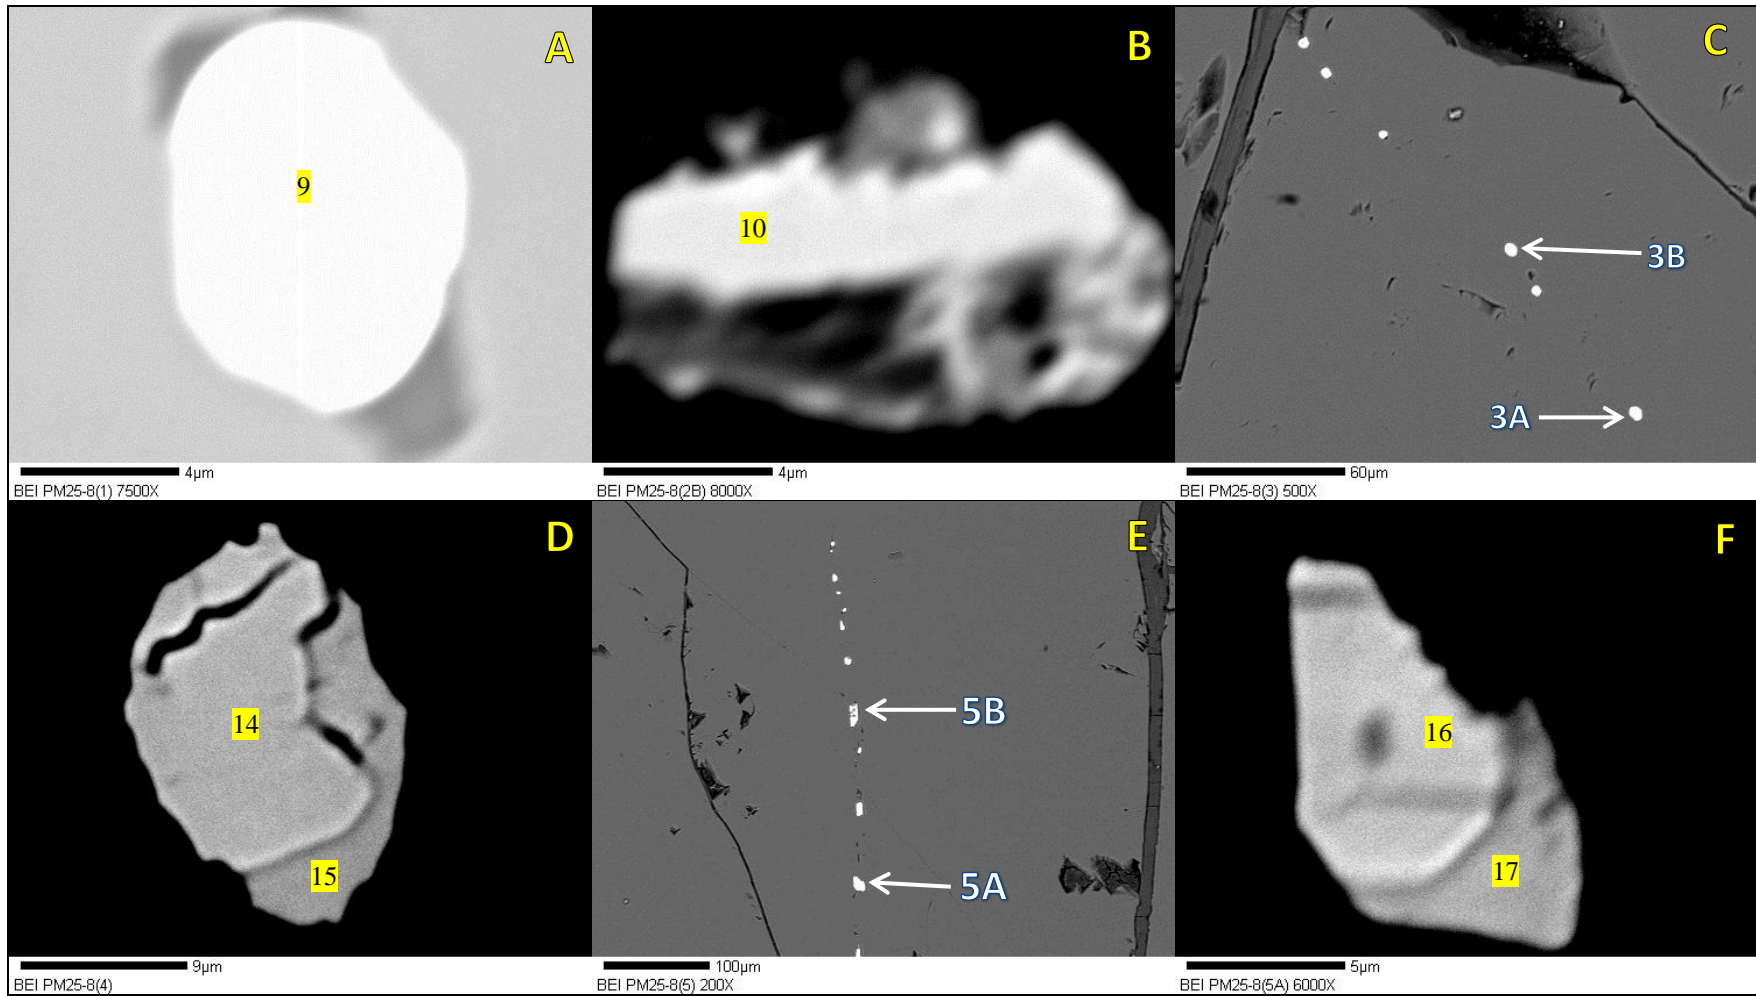 A
9
4µm
BEI PM25-8(1) 7500X
B
10
4µm
BEI PM25-8(2B) 8000X
C
3B
3A
60µm
BEI PM25-8(3) 500X
D
14
15
9µm
BEI PM25-8(4)
E
5B
5A
100µm
BEI PM25-8(5) 200X
F
16
17
5µm
BEI PM25-8(5A) 6000X